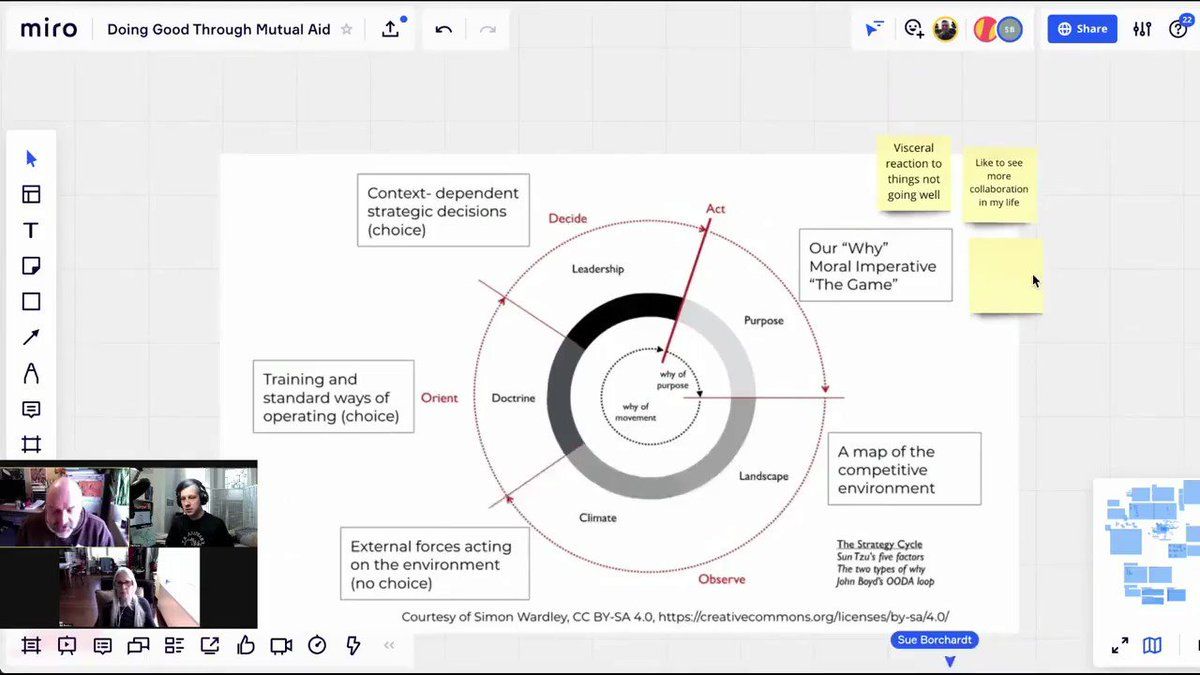 miro
Doing Good Through Mutual Aid
SB
Share
22
Visceral
reaction to
things not
going well
Like to see
more
collaboration
in my life
Context- dependent
strategic decisions
(choice)
Decide
Act
Leadership
Our “Why”
Moral Imperative
“The Game”
Purpose
why of
purpose
why of
movement
Training and
standard ways of
operating (choice)
Orient
Doctrine
A map of the
competitive
environment
Landscape
Climate
External forces acting
on the environment
(no choice)
Observe
The Strategy Cycle
Sun Tzu's five factors
The two types of why
John Boyd's OODA loop
Courtesy of Simon Wardley, CC BY-SA 4.0, https://creativecommons.org/licenses/by-sa/4.0/
Sue Borchardt